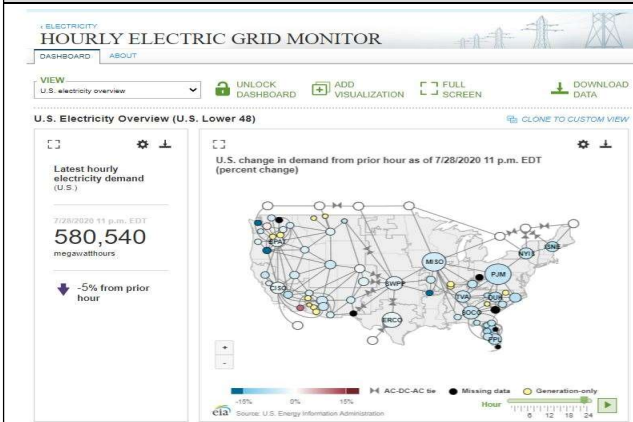 ‹ ELECTRICITY
HOURLY ELECTRIC GRID MONITOR
DASHBOARD ABOUT
VIEW
U.S. electricity overview
UNLOCK DASHBOARD
ADD VISUALIZATION
FULL SCREEN
DOWNLOAD DATA
U.S. Electricity Overview (U.S. Lower 48)
CLONE TO CUSTOM VIEW
Latest hourly
electricity demand
(U.S.)
7/28/2020 11 p.m. EDT
580,540
megawatthours
-5% from prior
hour
U.S. change in demand from prior hour as of 7/28/2020 11 p.m. EDT
(percent change)
BPAT
CISO
SWPP
ERCO
MISO
TVA
SOCO
DUK
FPL
PJM
NYIS
ISNE
+
-
-15% 0% 15%
AC-DC-AC tie
Missing data
Generation-only
eia Source: U.S. Energy Information Administration
Hour
6 12 18 24